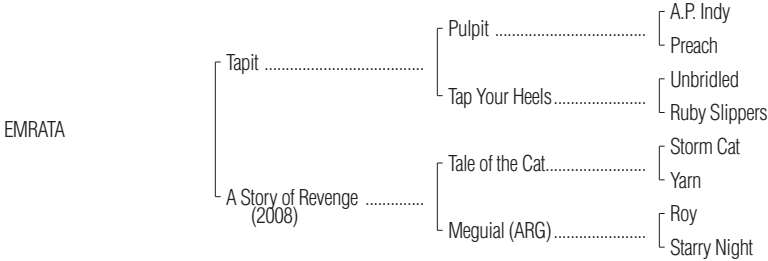 A.P. Indy
Pulpit ....................................
Preach
Tapit ......................................
Unbridled
Tap Your Heels......................
Ruby Slippers
EMRATA
Storm Cat
Tale of the Cat........................
Yarn
A Story of Revenge ..............
(2008)
Roy
Meguial (ARG)......................
Starry Night